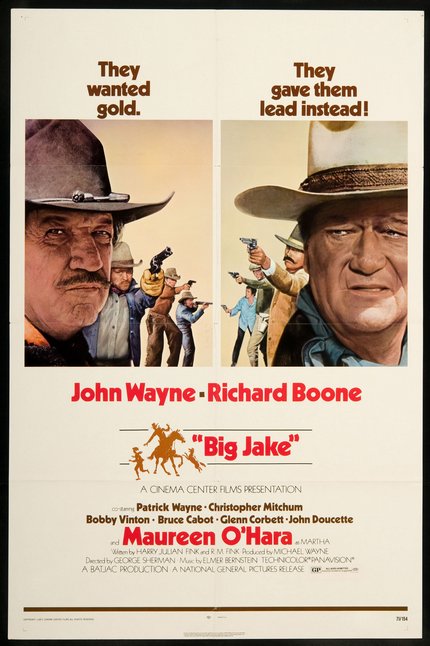 They
wanted
gold.
They
gave them
lead instead!
John Wayne - Richard Boone
"Big Jake"
A CINEMA CENTER FILMS PRESENTATION
co-starring Patrick Wayne • Christopher Mitchum
Bobby Vinton • Bruce Cabot • Glenn Corbett • John Doucette
and Maureen O'Hara as MARTHA
Written by HARRY JULIAN FINK and R. M. FINK Produced by MICHAEL WAYNE
Directed by GEORGE SHERMAN Music by ELMER BERNSTEIN TECHNICOLOR® PANAVISION®
A BATJAC PRODUCTION • A NATIONAL GENERAL PICTURES RELEASE GP
71/154